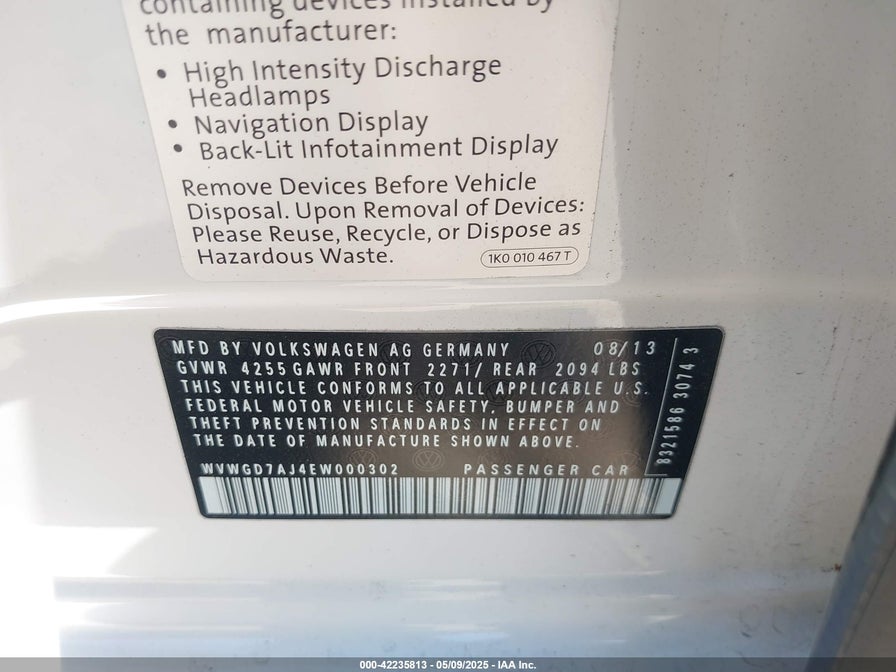 containing devices installed by
the manufacturer:
• High Intensity Discharge
Headlamps
• Navigation Display
• Back-Lit Infotainment Display
Remove Devices Before Vehicle
Disposal. Upon Removal of Devices:
Please Reuse, Recycle, or Dispose as
Hazardous Waste.
1K0 010 467 T
MFD BY VOLKSWAGEN AG GERMANY 08/13
GVWR 4255 GAWR FRONT 2271/ REAR 2094 LBS
THIS VEHICLE CONFORMS TO ALL APPLICABLE U.S.
FEDERAL MOTOR VEHICLE SAFETY, BUMPER AND
THEFT PREVENTION STANDARDS IN EFFECT ON
THE DATE OF MANUFACTURE SHOWN ABOVE.
WVWGD7AJ4EW000302 PASSENGER CAR
8321586 3074 3
000-42235813 - 05/09/2025 - IAA Inc.